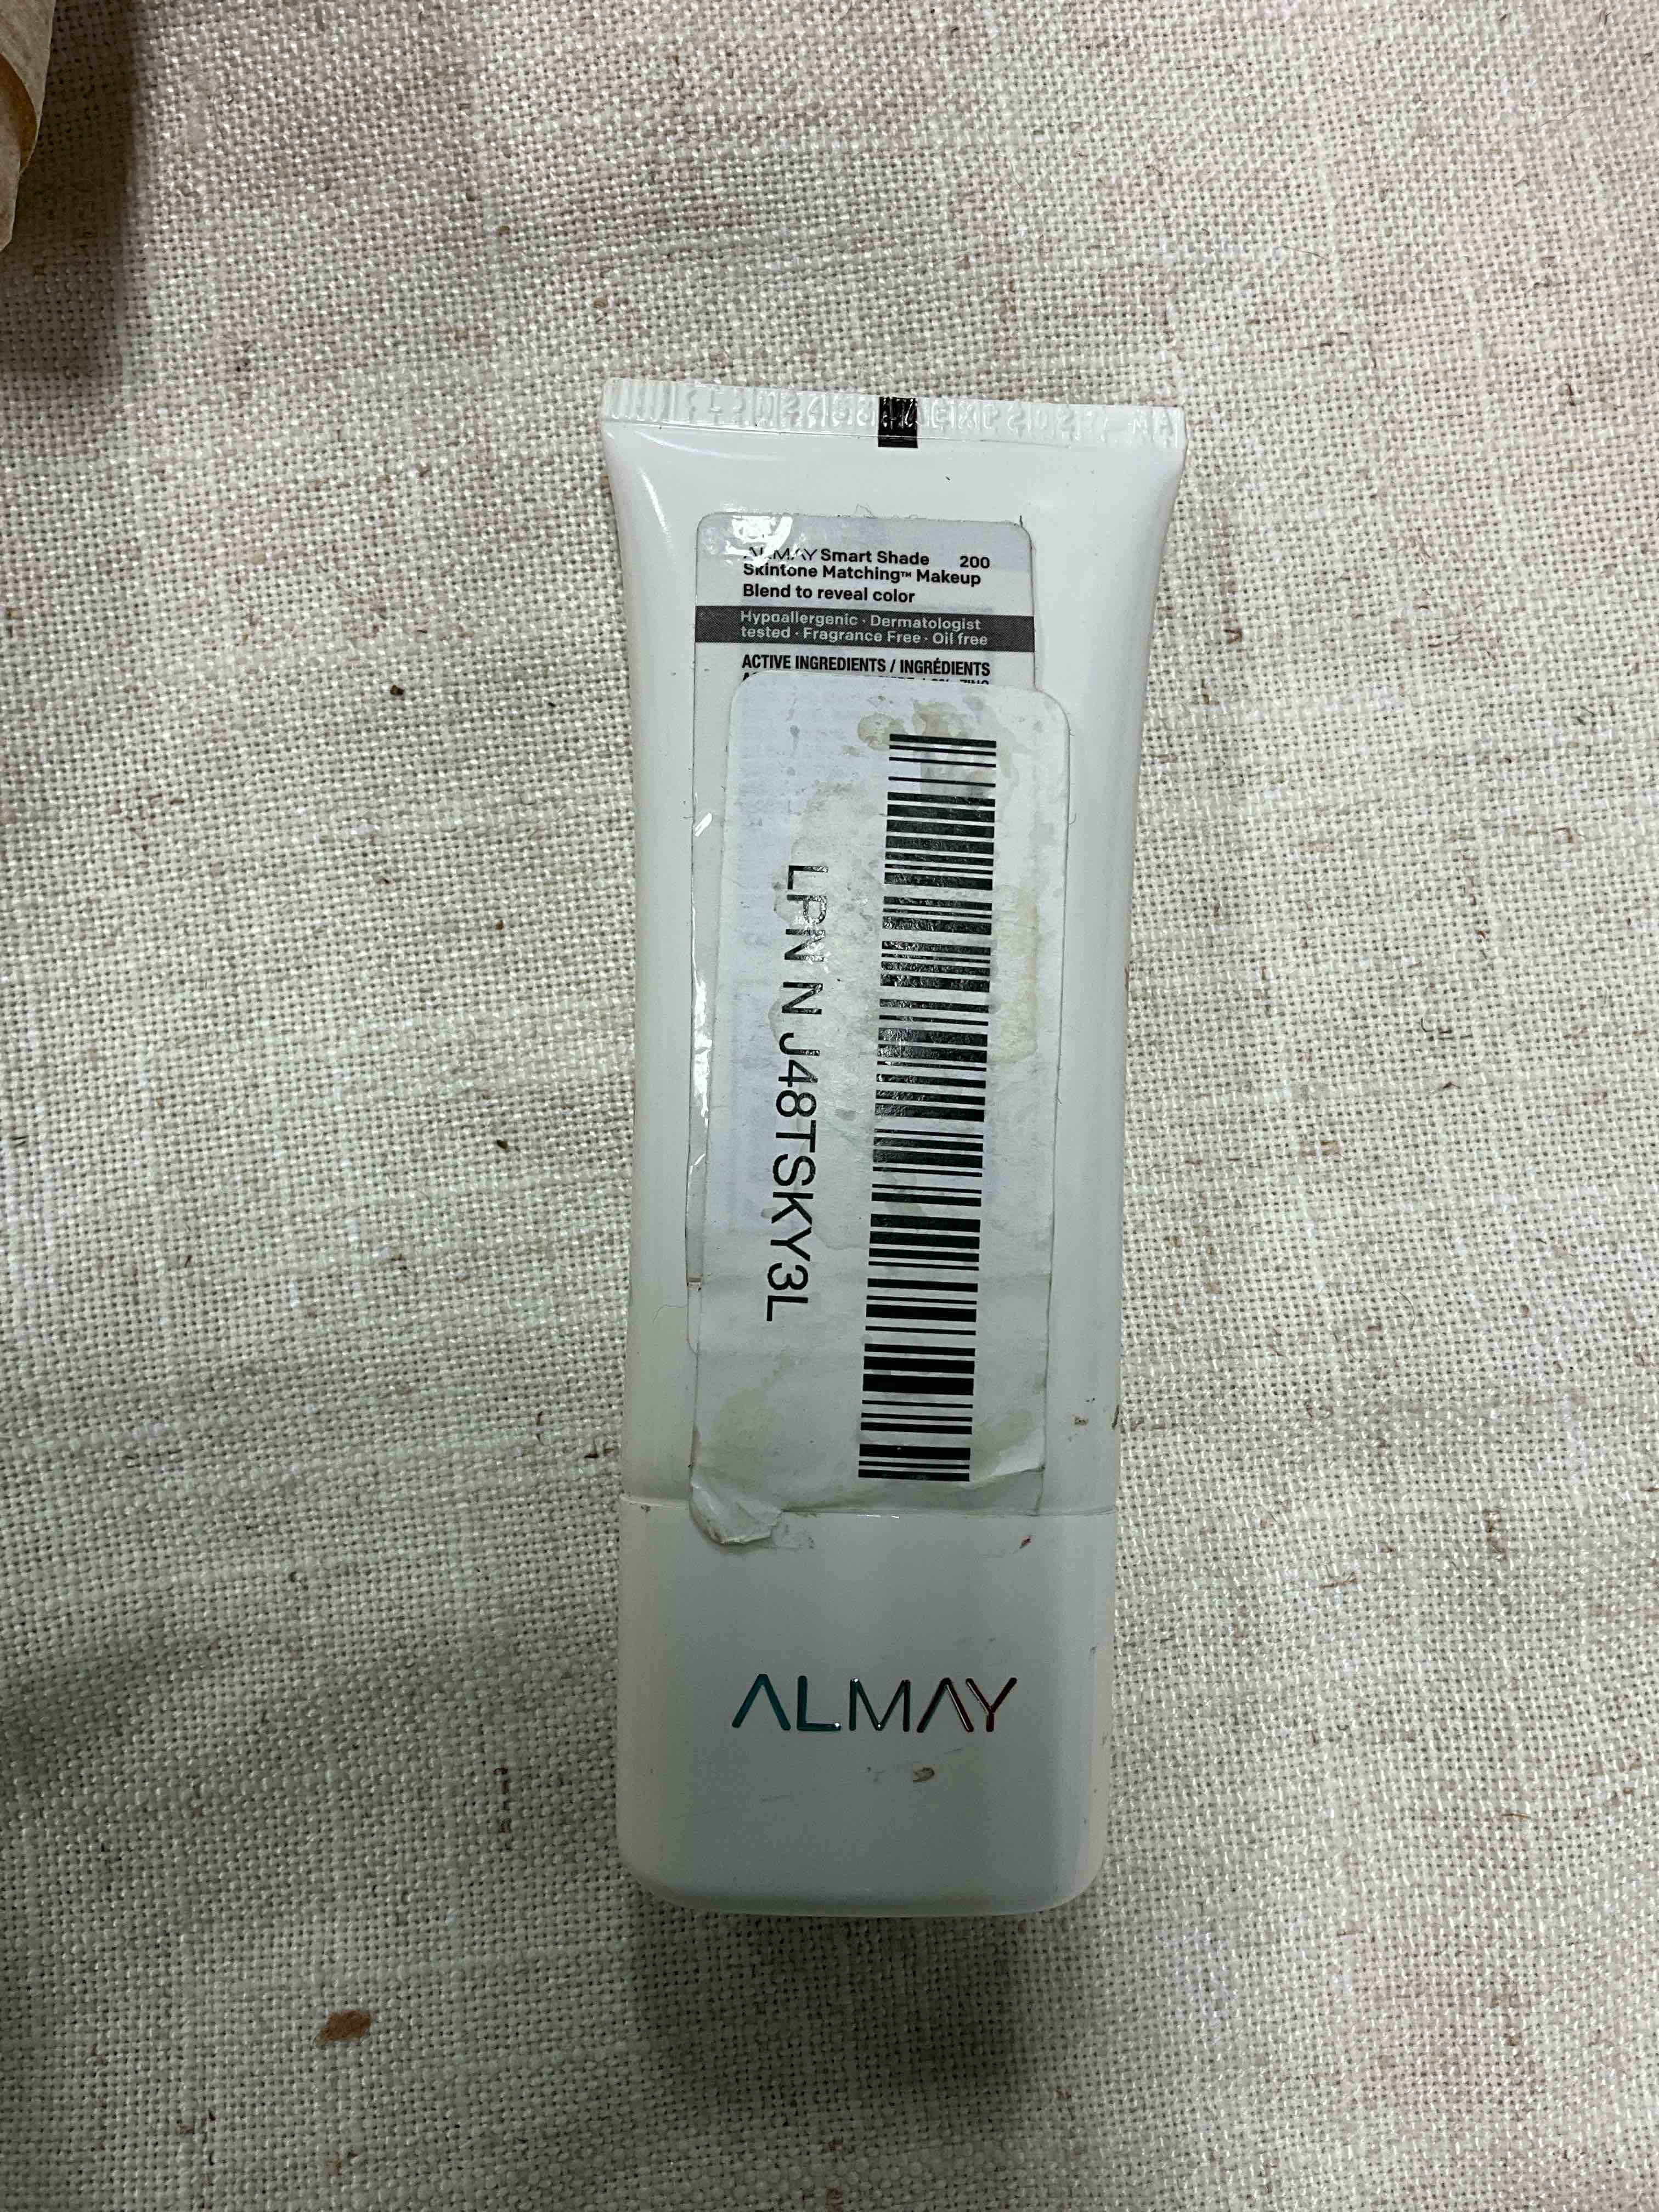 ALMAY Smart Shade 200
Skintone Matching™ Makeup
Blend to reveal color
Hypoallergenic · Dermatologist
tested · Fragrance Free · Oil free
ACTIVE INGREDIENTS / INGRÉDIENTS
LPN N J48TSKY3L
ALMAY